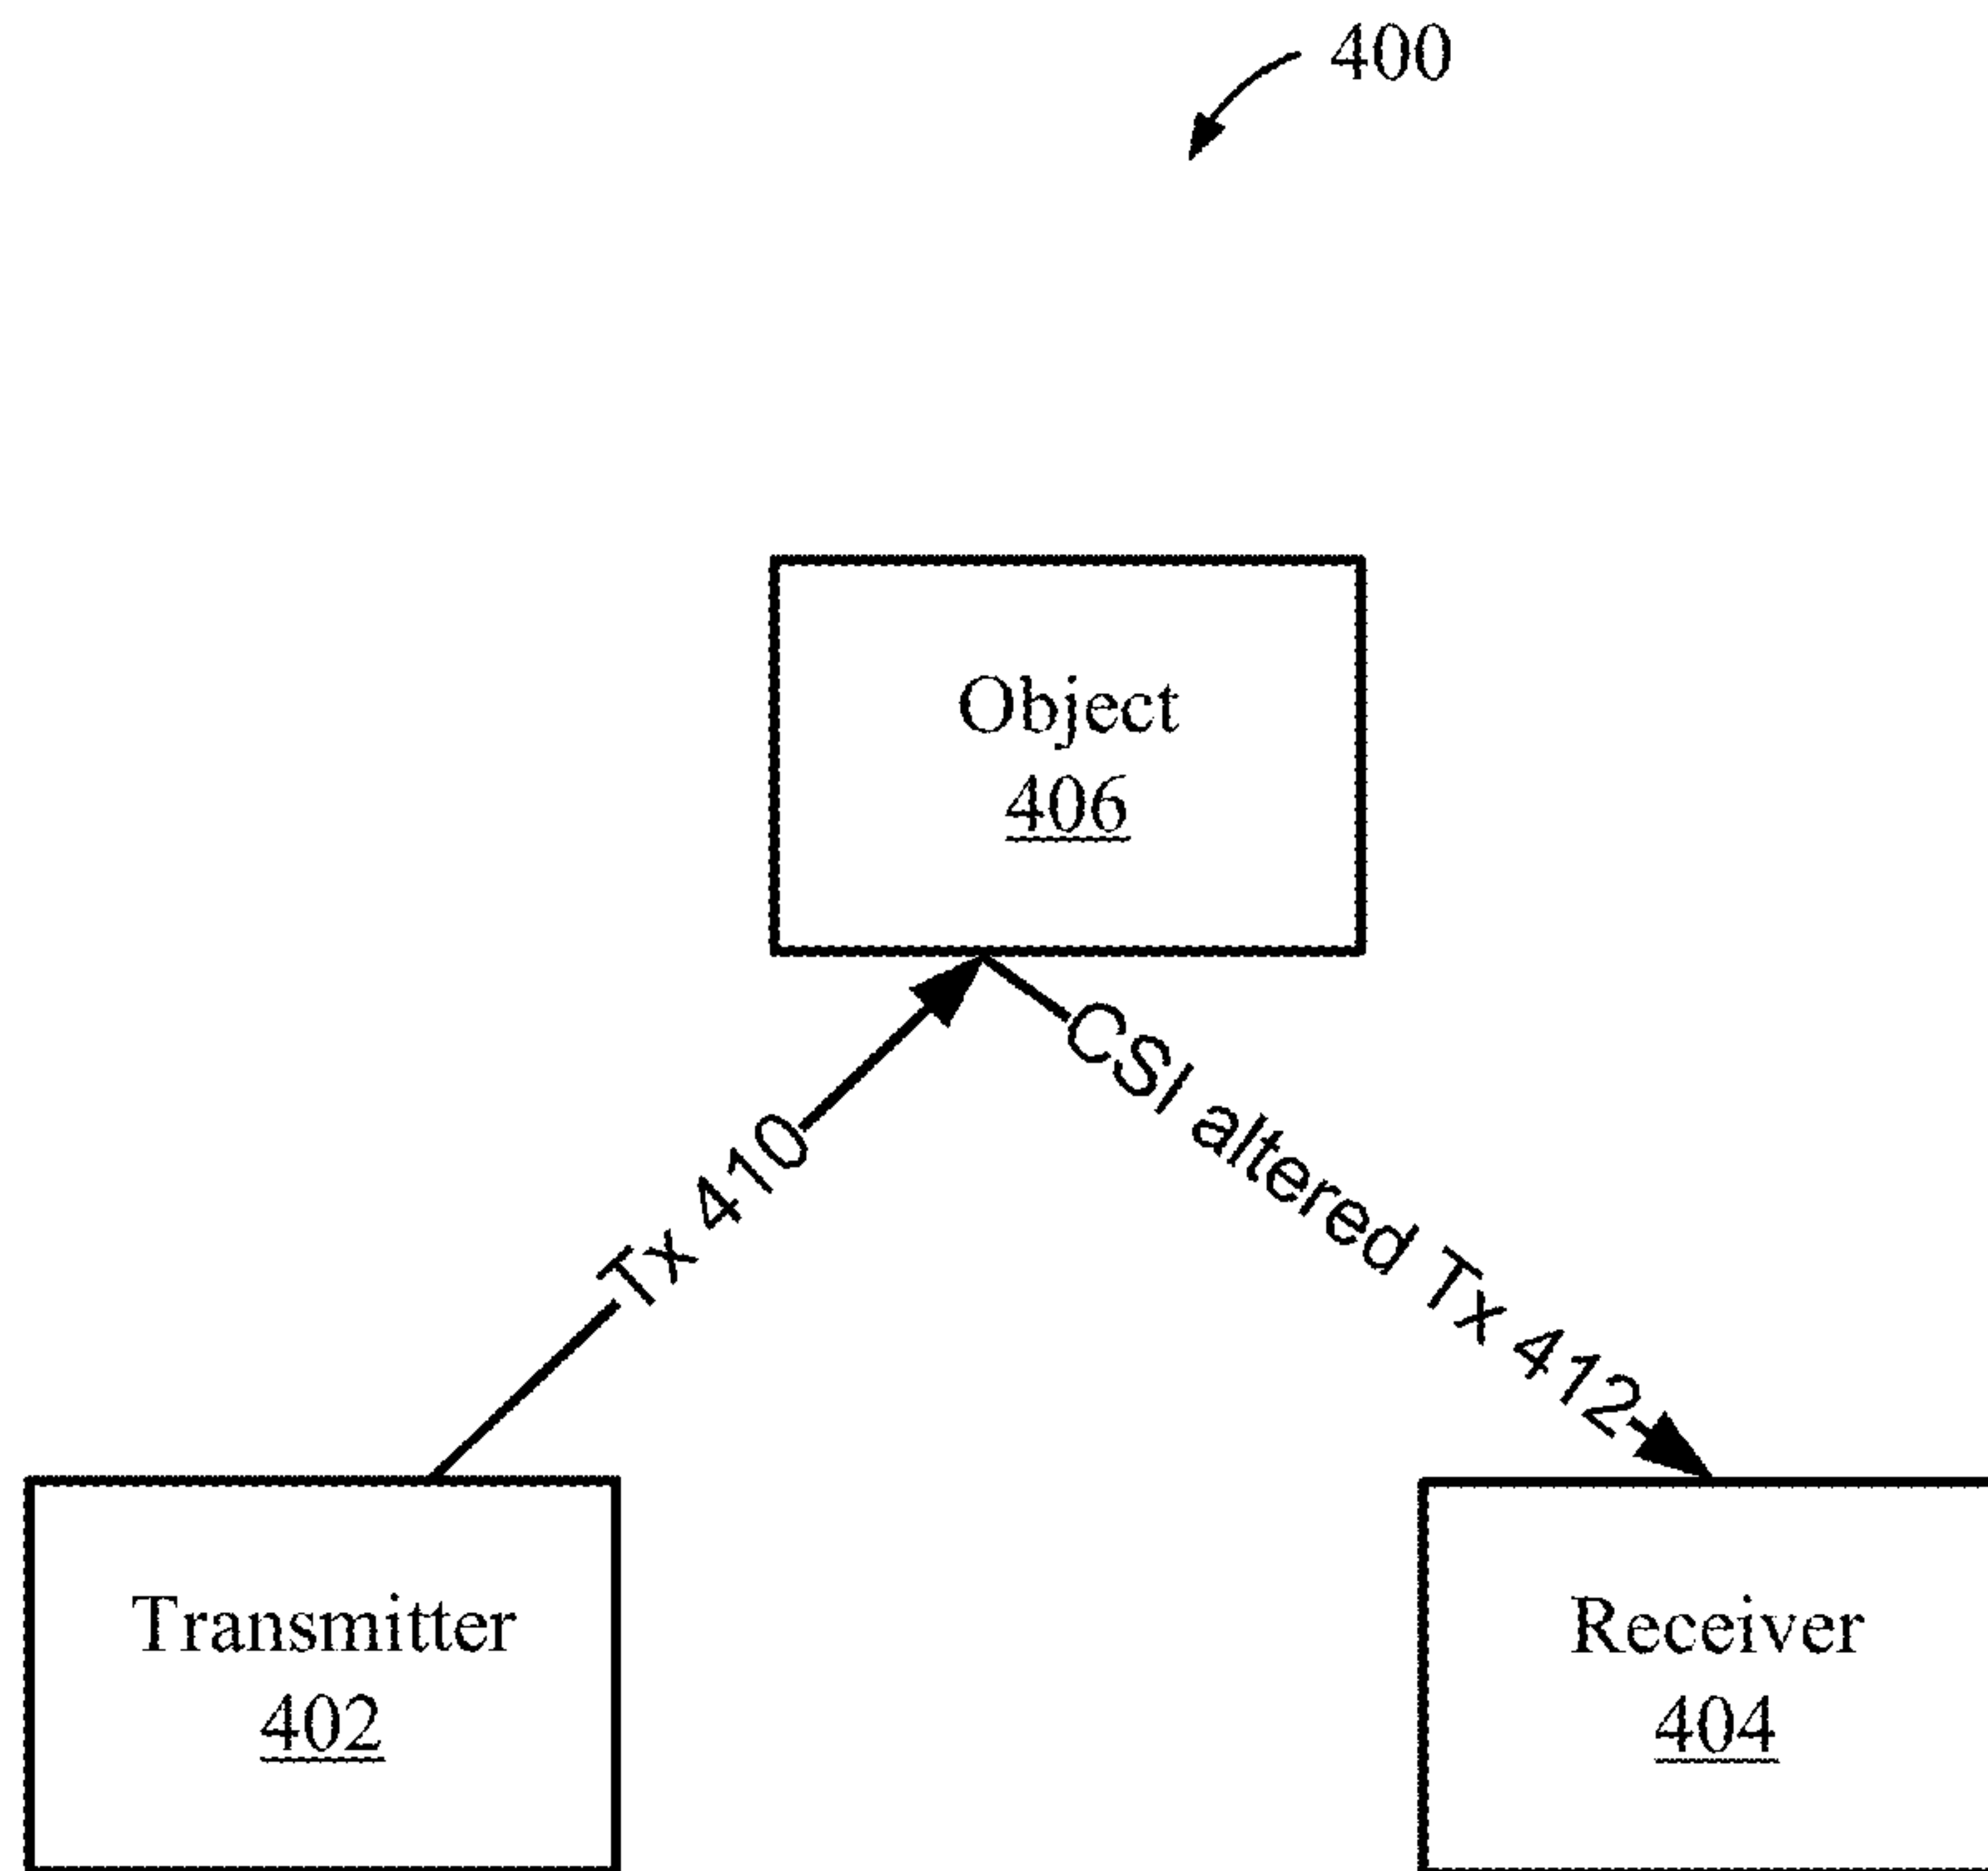 400
Object
406
Tx 410
CSI altered Tx 412
Transmitter
402
Receiver
404